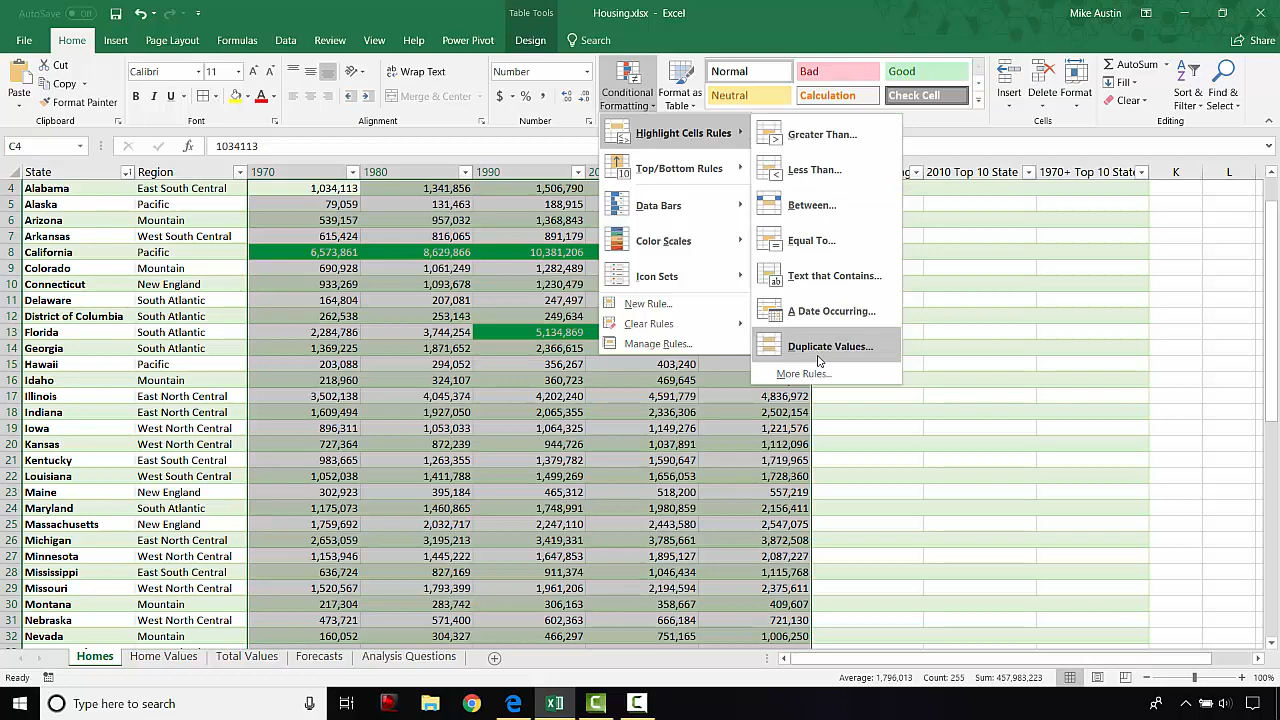 AutoSave Off
Table Tools
Housing.xlsx - Excel
Mike Austin
File Home Insert Page Layout Formulas Data Review View Help Power Pivot Design Search Share
Paste
Cut
Copy
Format Painter
Clipboard
Calibri 11
B I U
Font
Wrap Text
Merge & Center
Alignment
Number
$ % ,
Number
Conditional Formatting
Format as Table
Normal Bad Good
Neutral Calculation Check Cell
Insert Delete Format
Cells
AutoSum
Fill
Clear
Sort & Filter
Find & Select
Editing
C4 fx 1034113
Highlight Cells Rules
Top/Bottom Rules
Data Bars
Color Scales
Icon Sets
New Rule...
Clear Rules
Manage Rules...
Greater Than...
Less Than...
Between...
Equal To...
Text that Contains...
A Date Occurring...
Duplicate Values...
More Rules...
State Region 1970 1980 1990 2010 Top 10 State 1970+ Top 10 State K L
4 Alabama East South Central 1,034,113 1,341,856 1,506,790
5 Alaska Pacific 79,059 131,463 188,915
6 Arizona Mountain 539,157 957,032 1,368,843
7 Arkansas West South Central 615,424 816,065 891,179
8 California Pacific 6,573,861 8,629,866 10,381,206
9 Colorado Mountain 690,928 1,061,249 1,282,489
10 Connecticut New England 933,269 1,093,678 1,230,479
11 Delaware South Atlantic 164,804 207,081 247,497
12 District of Columbia South Atlantic 262,538 253,143 249,634
13 Florida South Atlantic 2,284,786 3,744,254 5,134,869
14 Georgia South Atlantic 1,369,225 1,871,652 2,366,615
15 Hawaii Pacific 203,088 294,052 356,267 403,240
16 Idaho Mountain 218,960 324,107 360,723 469,645
17 Illinois East North Central 3,502,138 4,045,374 4,202,240 4,591,779 4,836,972
18 Indiana East North Central 1,609,494 1,927,050 2,065,355 2,336,306 2,502,154
19 Iowa West North Central 896,311 1,053,033 1,064,325 1,149,276 1,221,576
20 Kansas West North Central 727,364 872,239 944,726 1,037,891 1,112,096
21 Kentucky East South Central 983,665 1,263,355 1,379,782 1,590,647 1,719,965
22 Louisiana West South Central 1,052,038 1,411,788 1,499,269 1,656,053 1,728,360
23 Maine New England 302,923 395,184 465,312 518,200 557,219
24 Maryland South Atlantic 1,175,073 1,460,865 1,748,991 1,980,859 2,156,411
25 Massachusetts New England 1,759,692 2,032,717 2,247,110 2,443,580 2,547,075
26 Michigan East North Central 2,653,059 3,195,213 3,419,331 3,785,661 3,872,508
27 Minnesota West North Central 1,153,946 1,445,222 1,647,853 1,895,127 2,087,227
28 Mississippi East South Central 636,724 827,169 911,374 1,046,434 1,115,768
29 Missouri West North Central 1,520,567 1,793,399 1,961,206 2,194,594 2,375,611
30 Montana Mountain 217,304 283,742 306,163 358,667 409,607
31 Nebraska West North Central 473,721 571,400 602,363 666,184 721,130
32 Nevada Mountain 160,052 304,327 466,297 751,165 1,006,250
Homes Home Values Total Values Forecasts Analysis Questions
Ready Average: 1,796,013 Count: 255 Sum: 457,983,223 100%
Type here to search